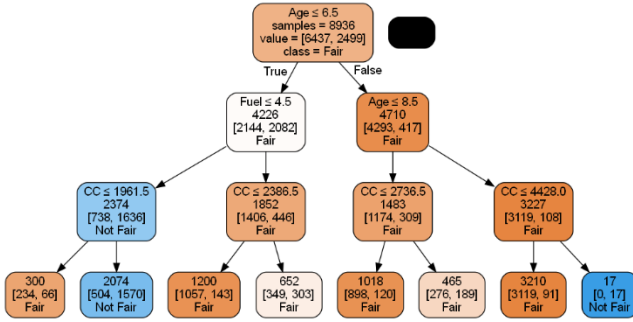 Age ≤ 6.5
samples = 8936
value = [6437, 2499]
class = Fair
True
False
Fuel ≤ 4.5
4226
[2144, 2082]
Fair
Age ≤ 8.5
4710
[4293, 417]
Fair
CC ≤ 1961.5
2374
[738, 1636]
Not Fair
CC ≤ 2386.5
1852
[1406, 446]
Fair
CC ≤ 2736.5
1483
[1174, 309]
Fair
CC ≤ 4428.0
3227
[3119, 108]
Fair
300
[234, 66]
Fair
2074
[504, 1570]
Not Fair
1200
[1057, 143]
Fair
652
[349, 303]
Fair
1018
[898, 120]
Fair
465
[276, 189]
Fair
3210
[3119, 91]
Fair
17
[0, 17]
Not Fair